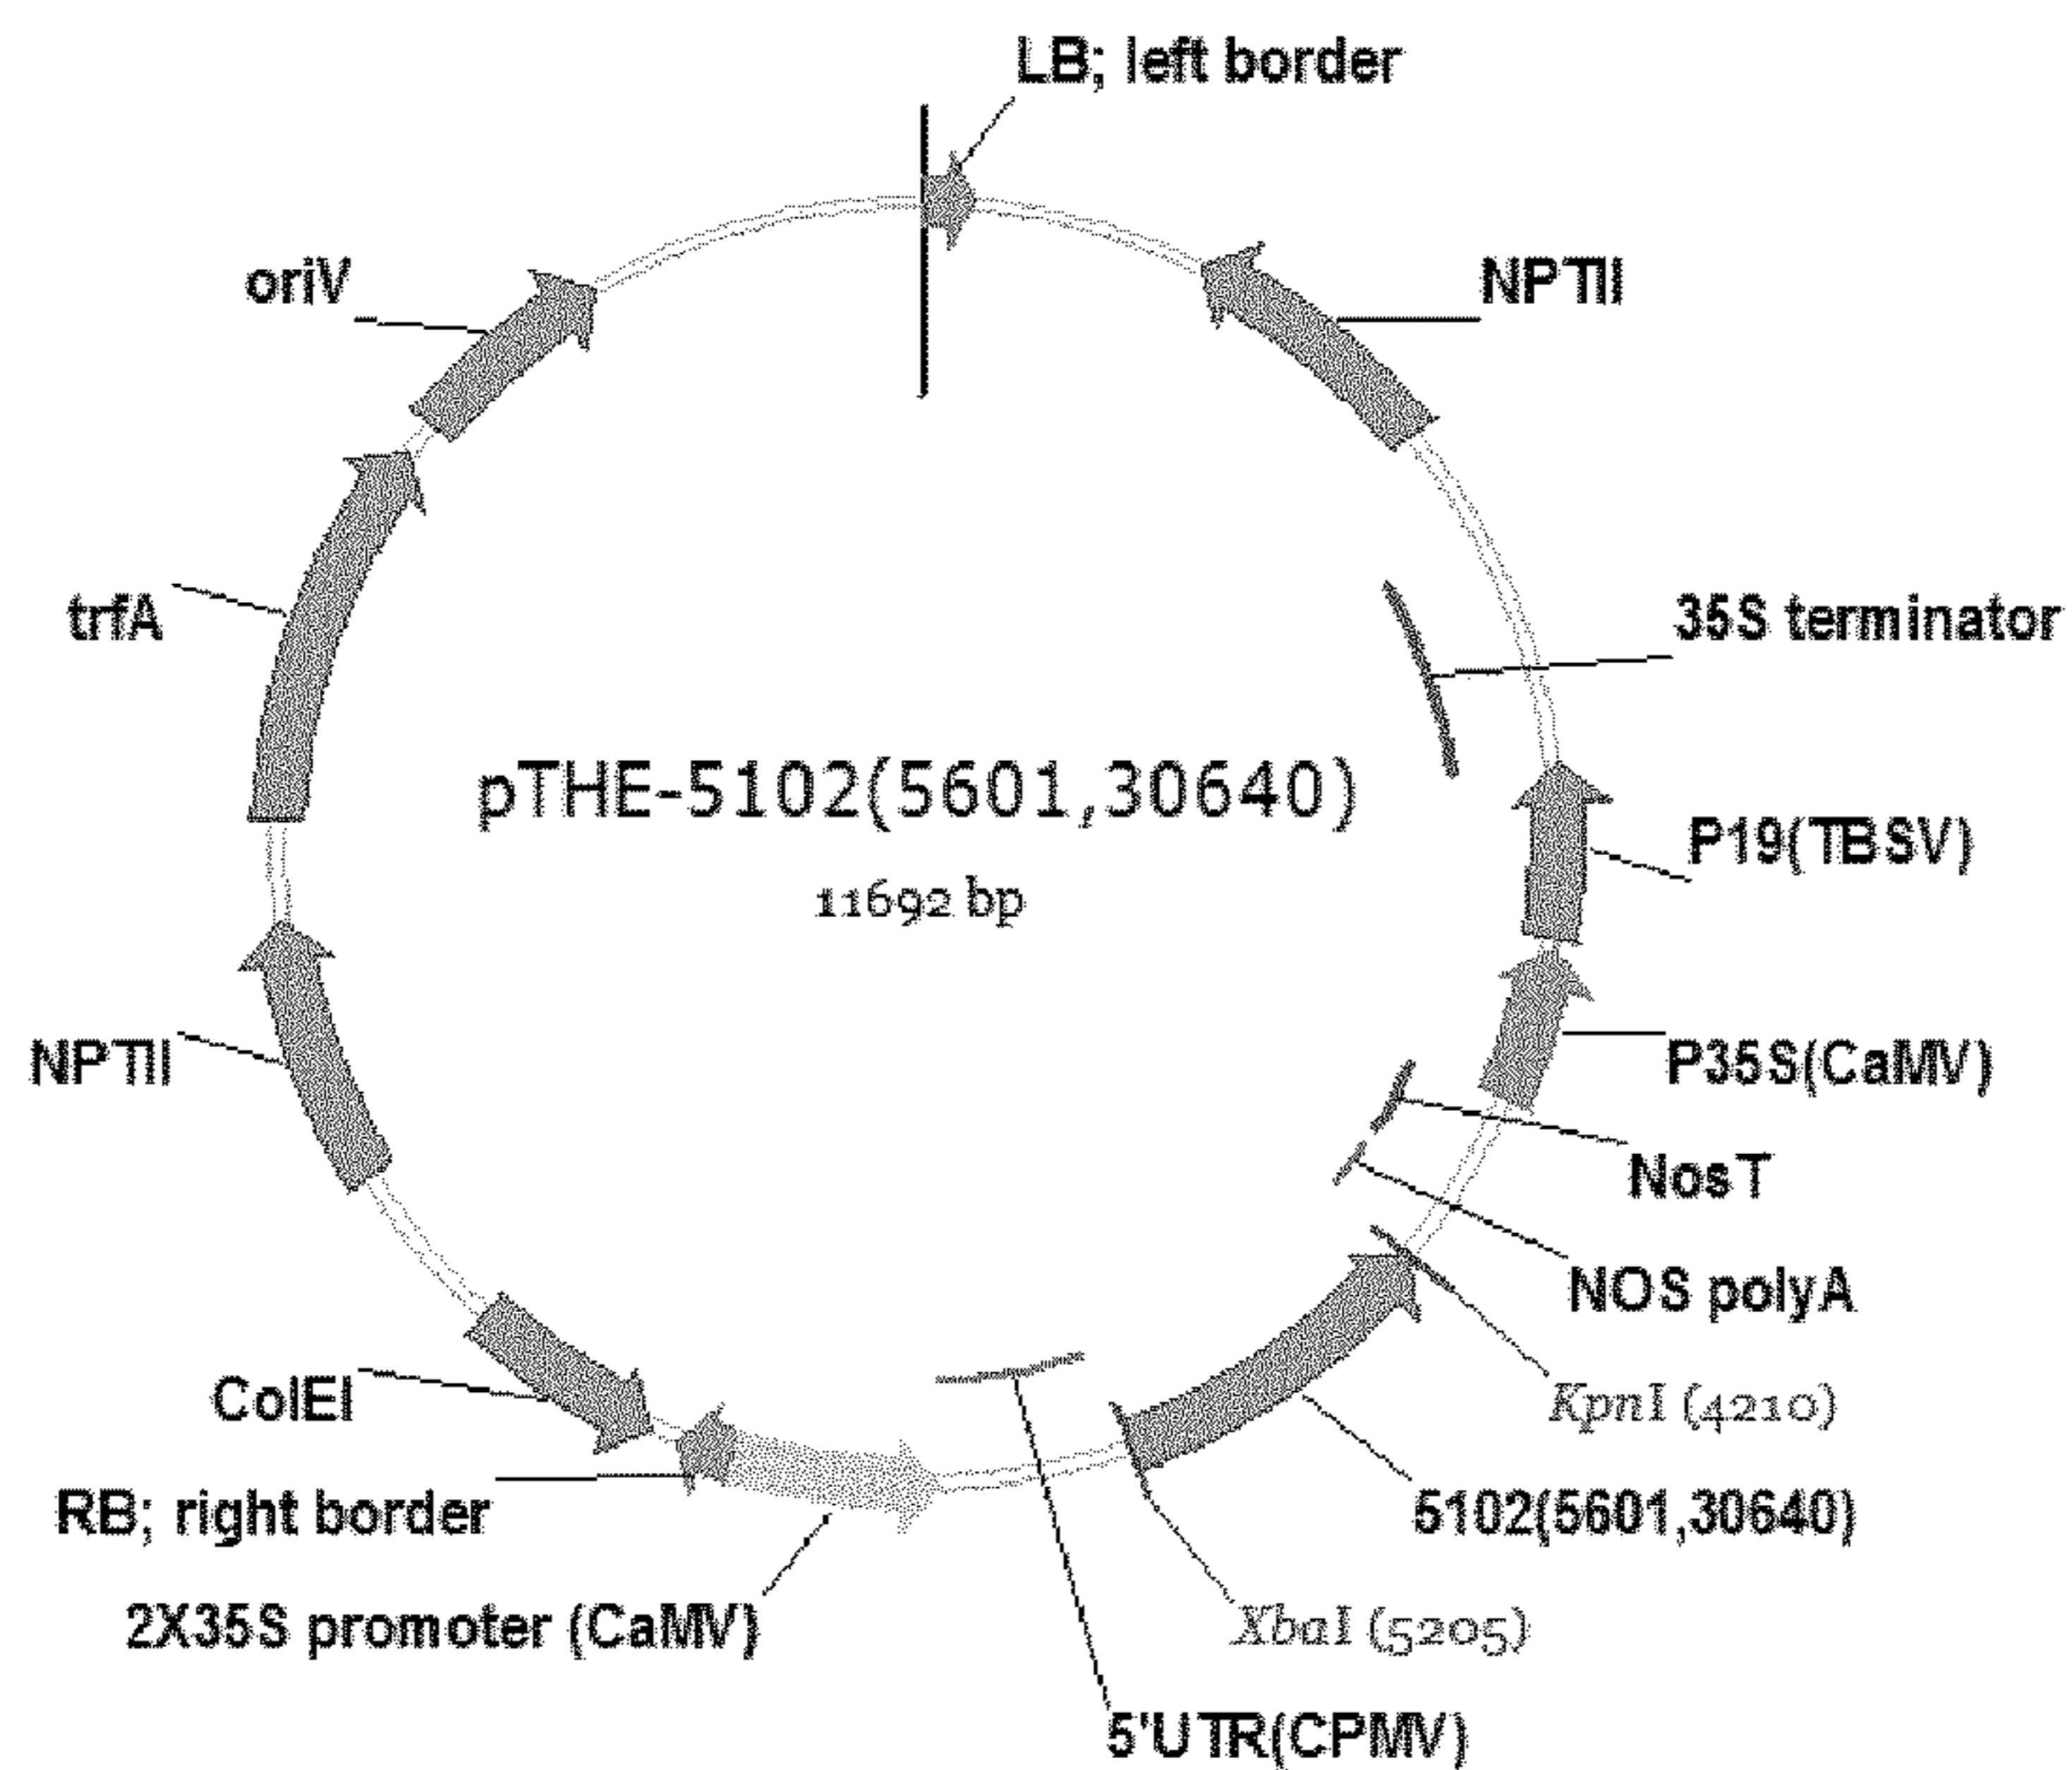 LB; left border
oriV
NPTII
trfA
35S terminator
pTHE-5102(5601,30640)
11692 bp
P19(TBSV)
NPTII
P35S(CaMV)
NosT
NOS polyA
ColEI
KpnI (4210)
RB; right border
5102(5601,30640)
2X35S promoter (CaMV)
XbaI (5205)
5'UTR(CPMV)